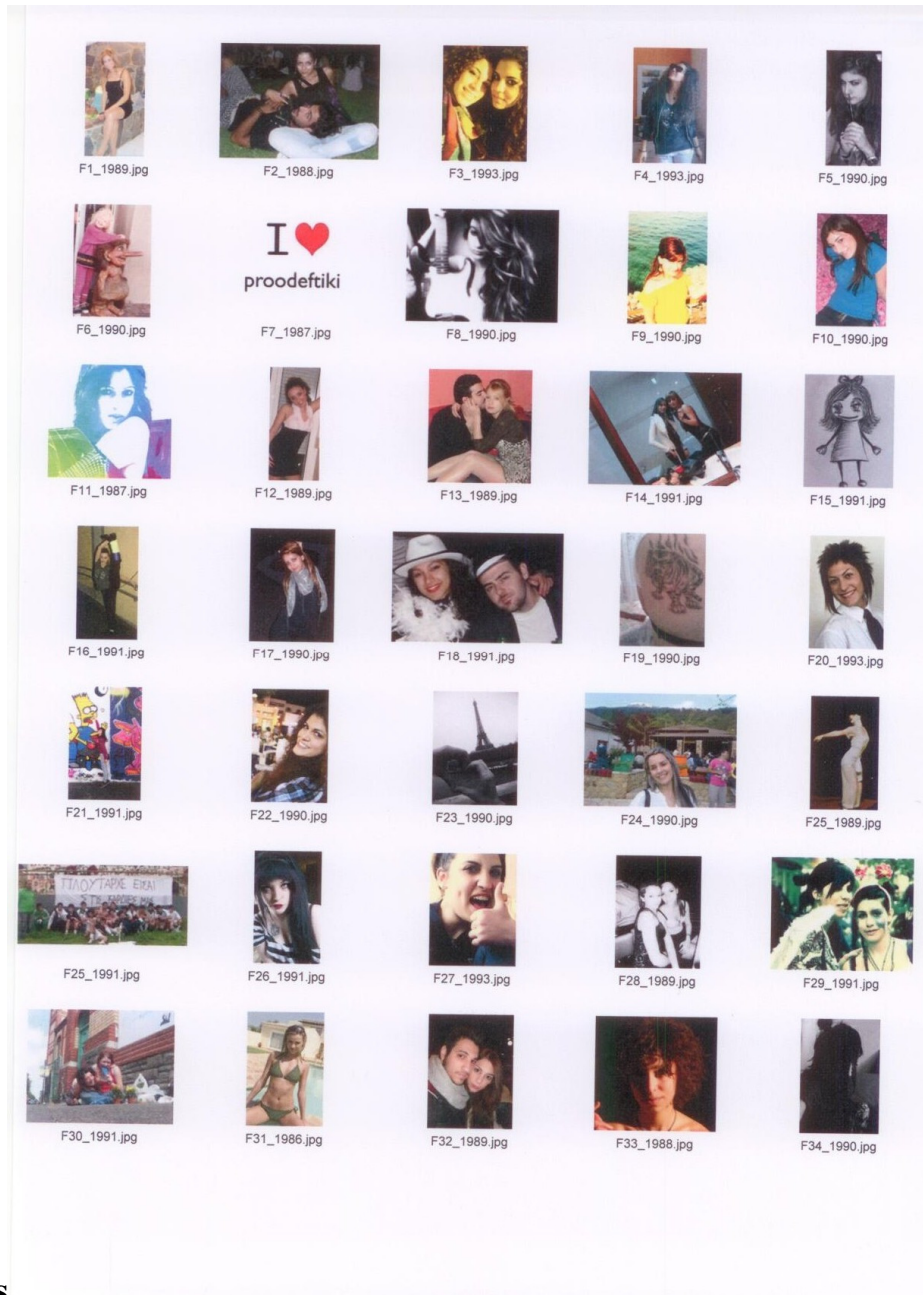 F1_1989.jpg
F2_1988.jpg
F3_1993.jpg
F4_1993.jpg
F5_1990.jpg
I
proodeftiki
F6_1990.jpg
F7_1987.jpg
F8_1990.jpg
F9_1990.jpg
F10_1990.jpg
F11_1987.jpg
F12_1989.jpg
F13_1989.jpg
F14_1991.jpg
F15_1991.jpg
F16_1991.jpg
F17_1990.jpg
F18_1991.jpg
F19_1990.jpg
F20_1993.jpg
F21_1991.jpg
F22_1990.jpg
F23_1990.jpg
F24_1990.jpg
F25_1989.jpg
ΠΛΟΥΤΑΡΧΕ ΕΙΣΑΙ
ΣΤΙΣ ΚΑΡΔΙΕΣ ΜΑΣ
F25_1991.jpg
F26_1991.jpg
F27_1993.jpg
F28_1989.jpg
F29_1991.jpg
F30_1991.jpg
F31_1986.jpg
F32_1989.jpg
F33_1988.jpg
F34_1990.jpg
s